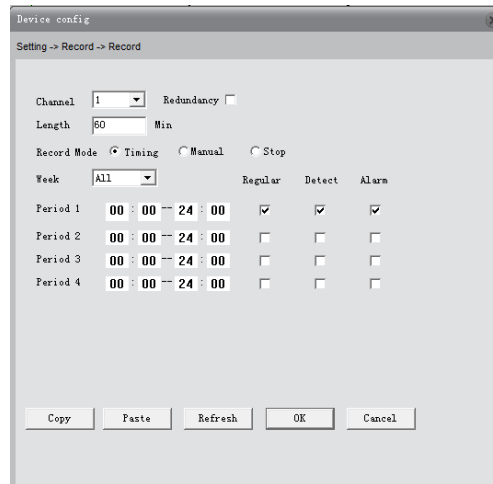 Device config
Setting -> Record -> Record
Channel 1 Redundancy
Length 60 Min
Record Mode Timing Manual Stop
Week All Regular Detect Alarm
Period 1 00 : 00 -- 24 : 00
Period 2 00 : 00 -- 24 : 00
Period 3 00 : 00 -- 24 : 00
Period 4 00 : 00 -- 24 : 00
Copy Paste Refresh OK Cancel